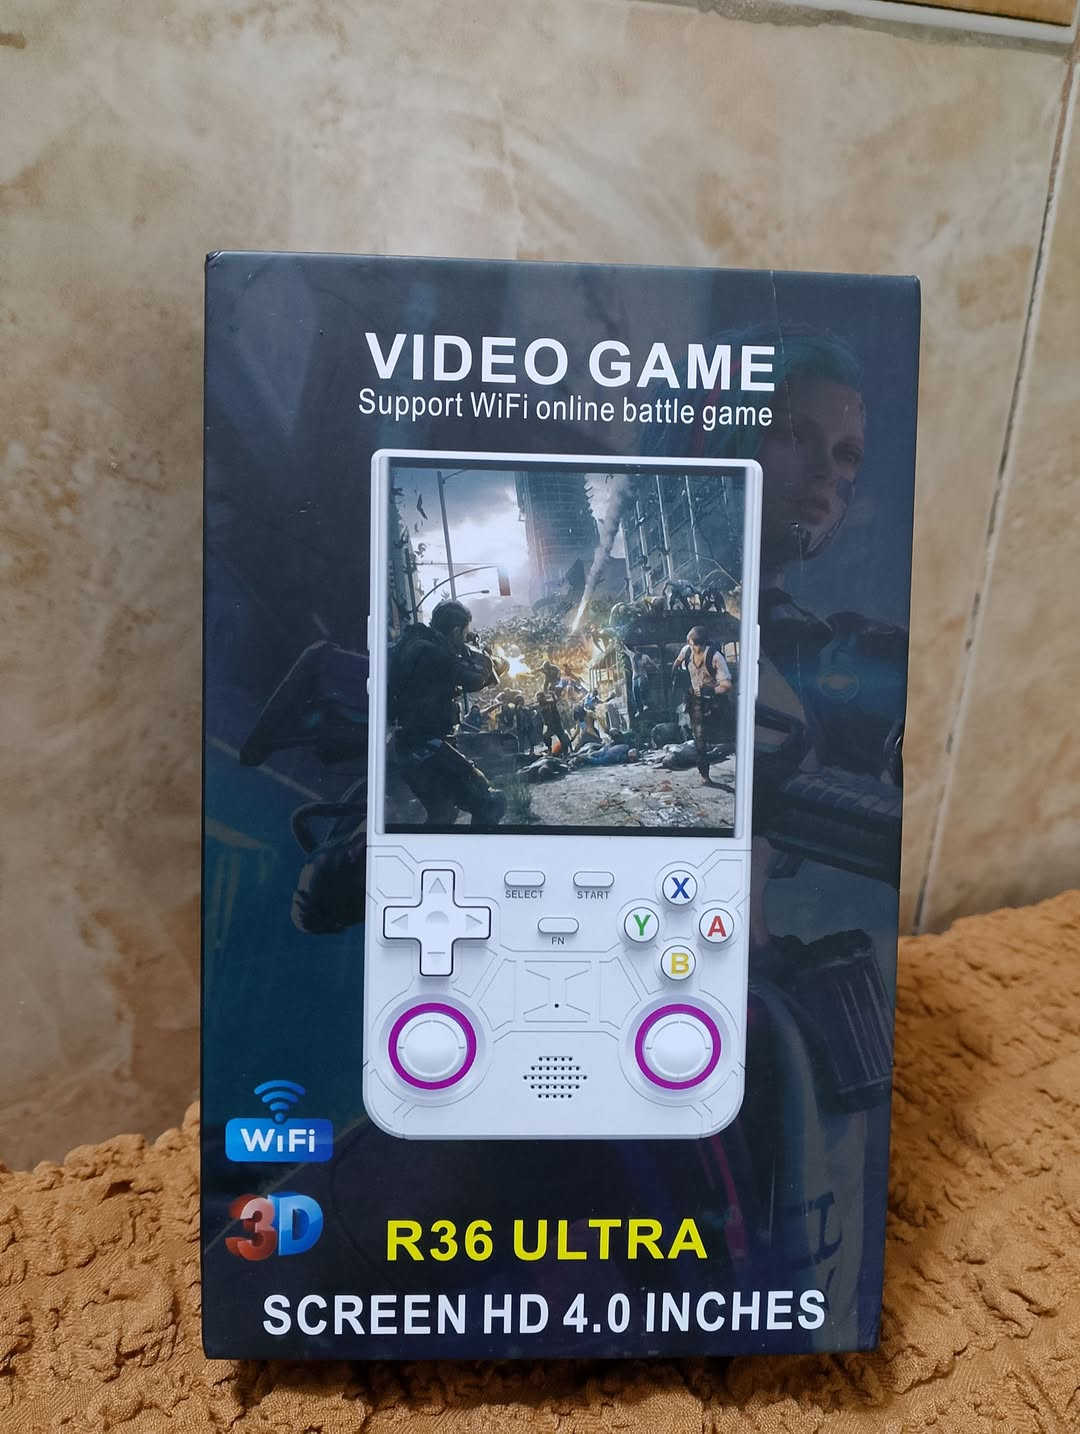 VIDEO GAME
Support WiFi online battle game
SELECT
START
FN
X
Y
A
B
WiFi
3D
R36 ULTRA
SCREEN HD 4.0 INCHES